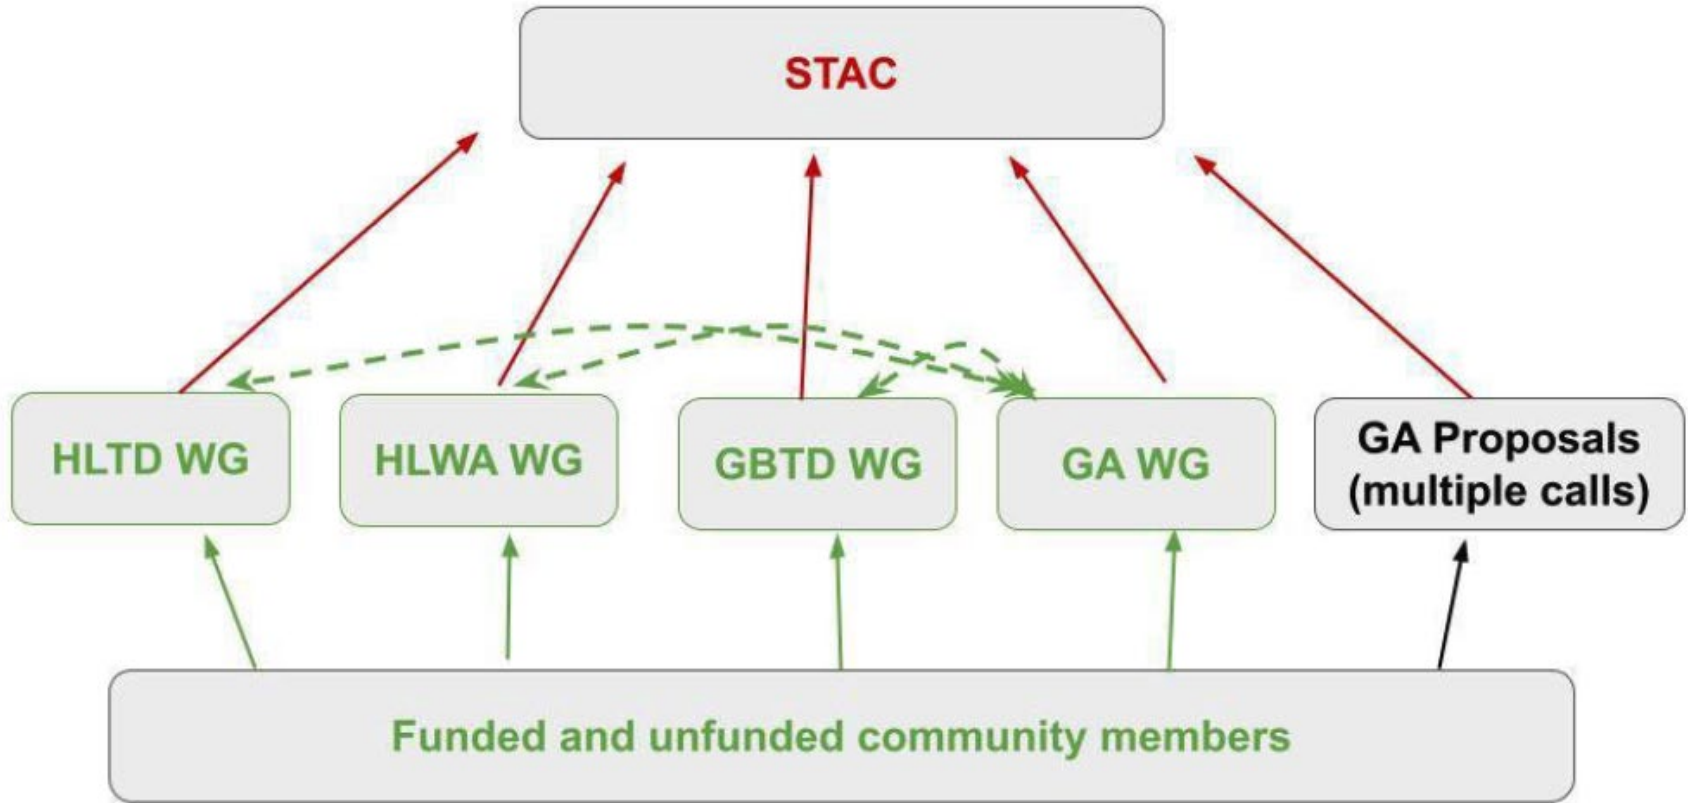 STAC
HLTD WG
HLWA WG
GBTD WG
GA WG
GA Proposals
(multiple calls)
Funded and unfunded community members